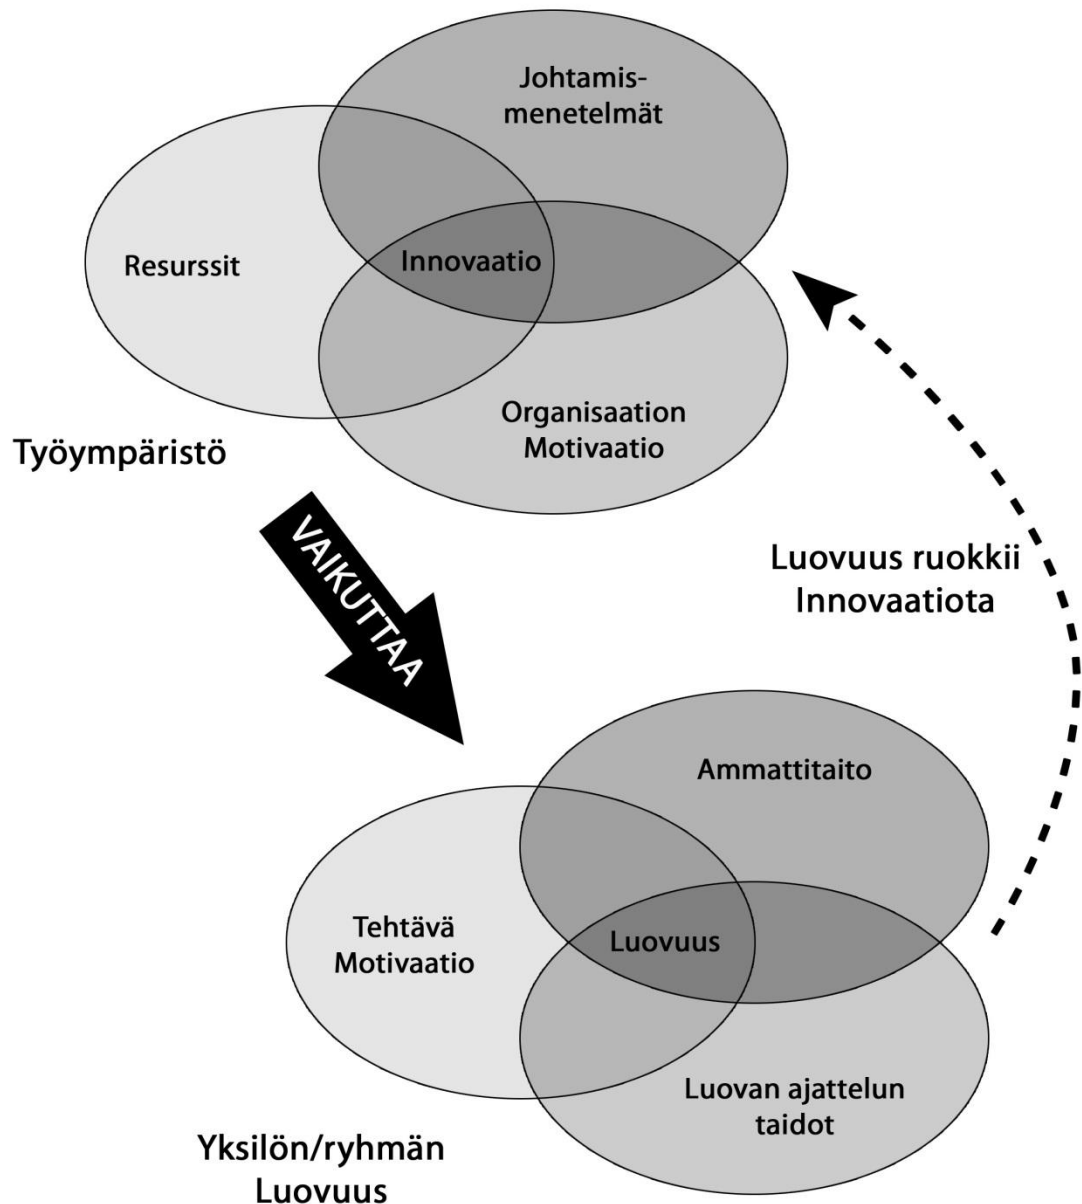 Johtamis-
menetelmät
Resurssit
Innovaatio
Organisaation
Motivaatio
Työympäristö
VAIKUTTAA
Luovuus ruokkii
Innovaatiota
Ammattitaito
Tehtävä
Motivaatio
Luovuus
Luovan ajattelun
taidot
Yksilön/ryhmän
Luovuus